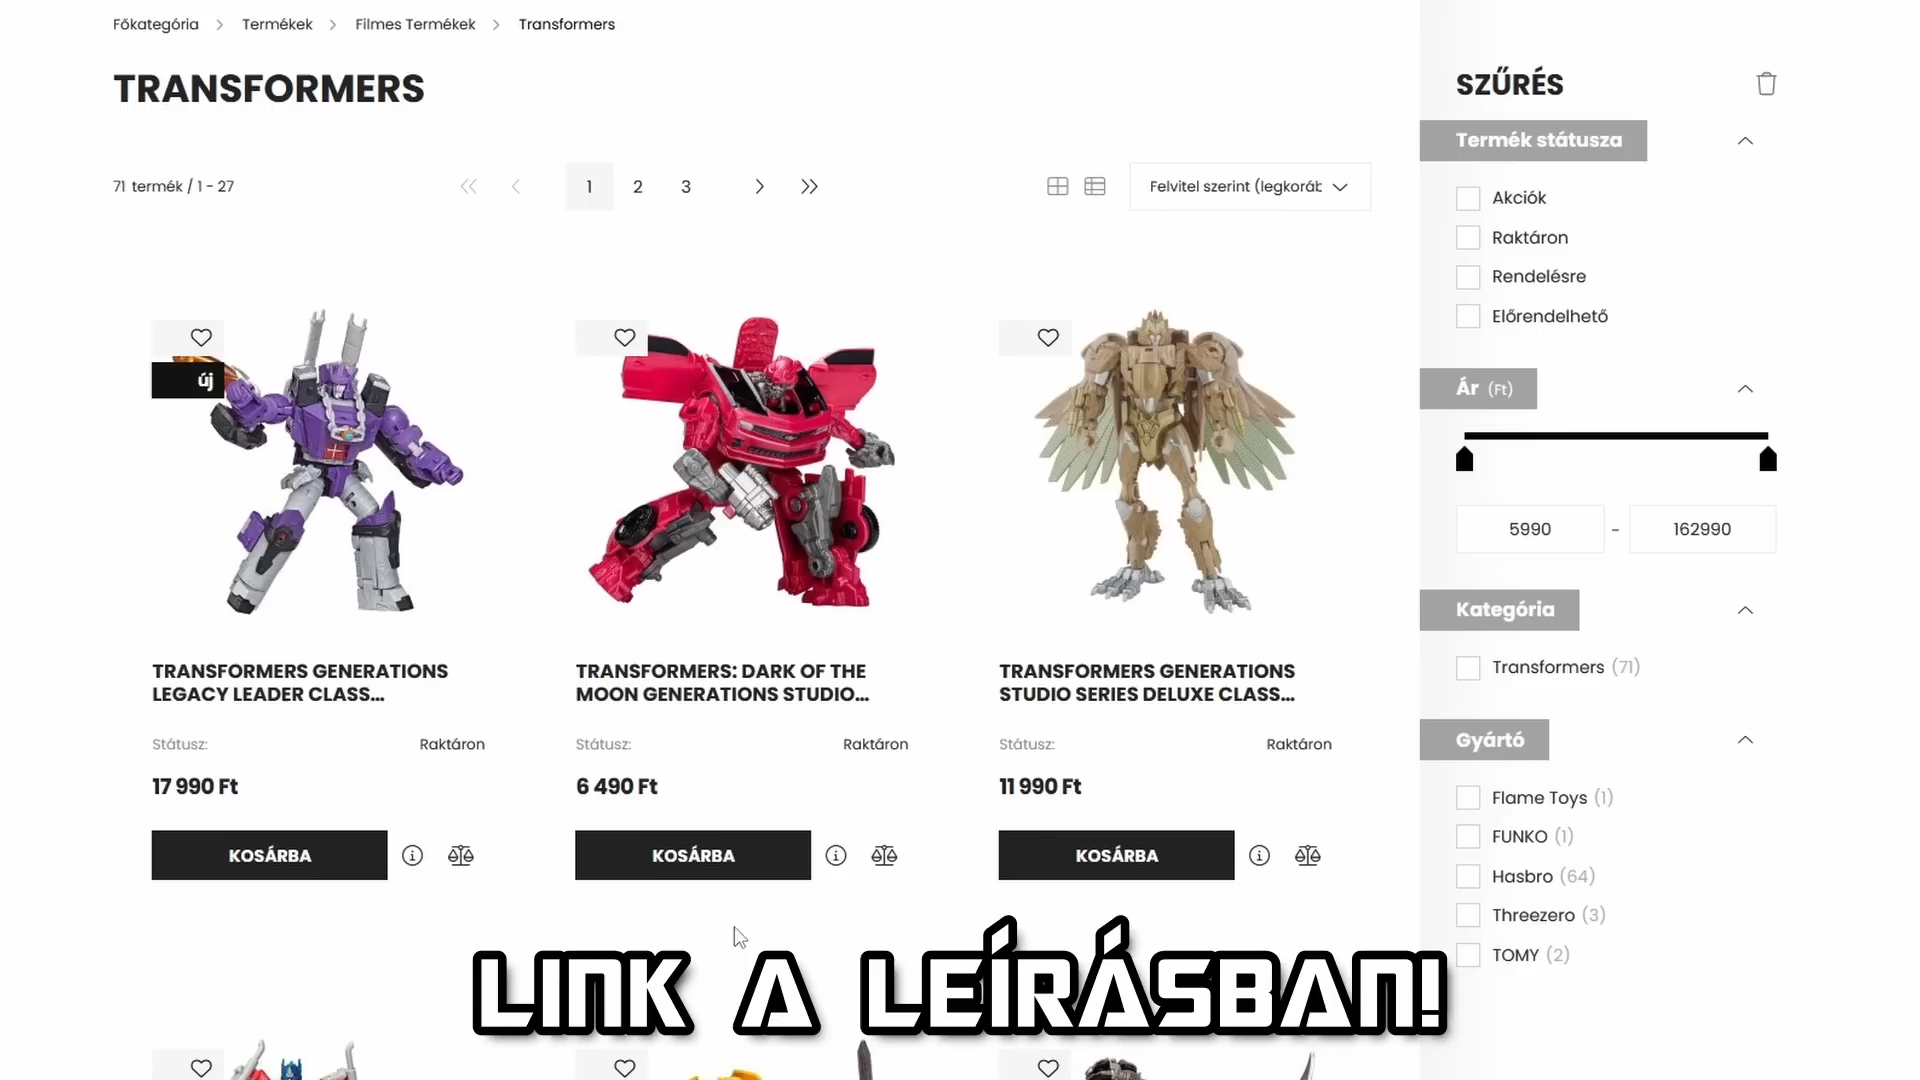 Főkategória > Termékek > Filmes Termékek > Transformers
TRANSFORMERS
71 termék / 1 - 27
1 2 3
Felvitel szerint (legkoráb
új
TRANSFORMERS GENERATIONS
LEGACY LEADER CLASS...
Státusz: Raktáron
17 990 Ft
KOSÁRBA
TRANSFORMERS: DARK OF THE
MOON GENERATIONS STUDIO...
Státusz: Raktáron
6 490 Ft
KOSÁRBA
TRANSFORMERS GENERATIONS
STUDIO SERIES DELUXE CLASS...
Státusz: Raktáron
11 990 Ft
KOSÁRBA
SZŰRÉS
Termék státusza
Akciók
Raktáron
Rendelésre
Előrendelhető
Ár (Ft)
5990 - 162990
Kategória
Transformers (71)
Gyártó
Flame Toys (1)
FUNKO (1)
Hasbro (64)
Threezero (3)
TOMY (2)
LINK A LEÍRÁSBAN!